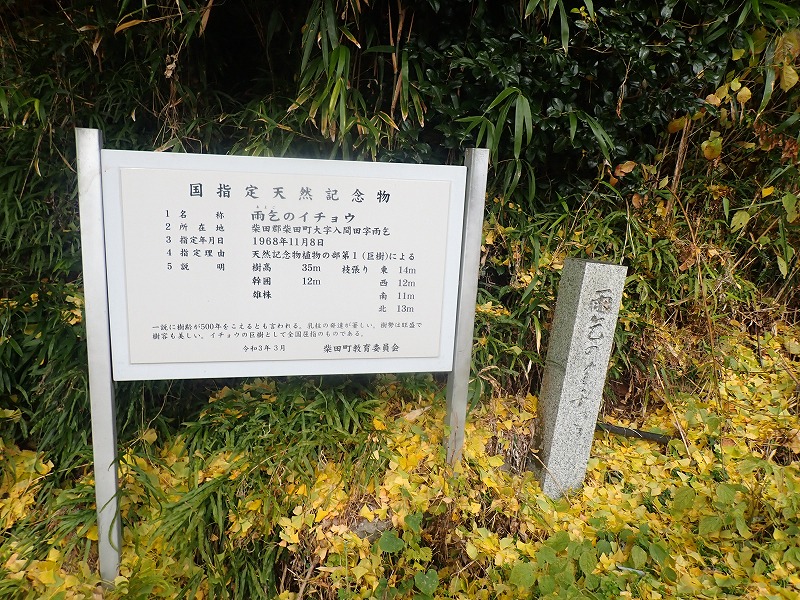 国指定天然記念物
1 名 称 雨乞のイチョウ
2 所在地 柴田郡柴田町大字入間田字雨乞
3 指定年月日 1968年11月8日
4 指定理由 天然記念物植物の部第Ⅰ(巨樹)による
5 説 明 樹高 35m 枝張り 東 14m
幹囲 12m 西 12m
雄株 南 11m
北 13m
一説に樹齢が500年をこえるとも言われる。乳柱の発達が著しい。樹勢は旺盛で
樹容も美しい。イチョウの巨樹として全国屈指のものである。
令和3年3月 柴田町教育委員会
雨乞のイチョウ